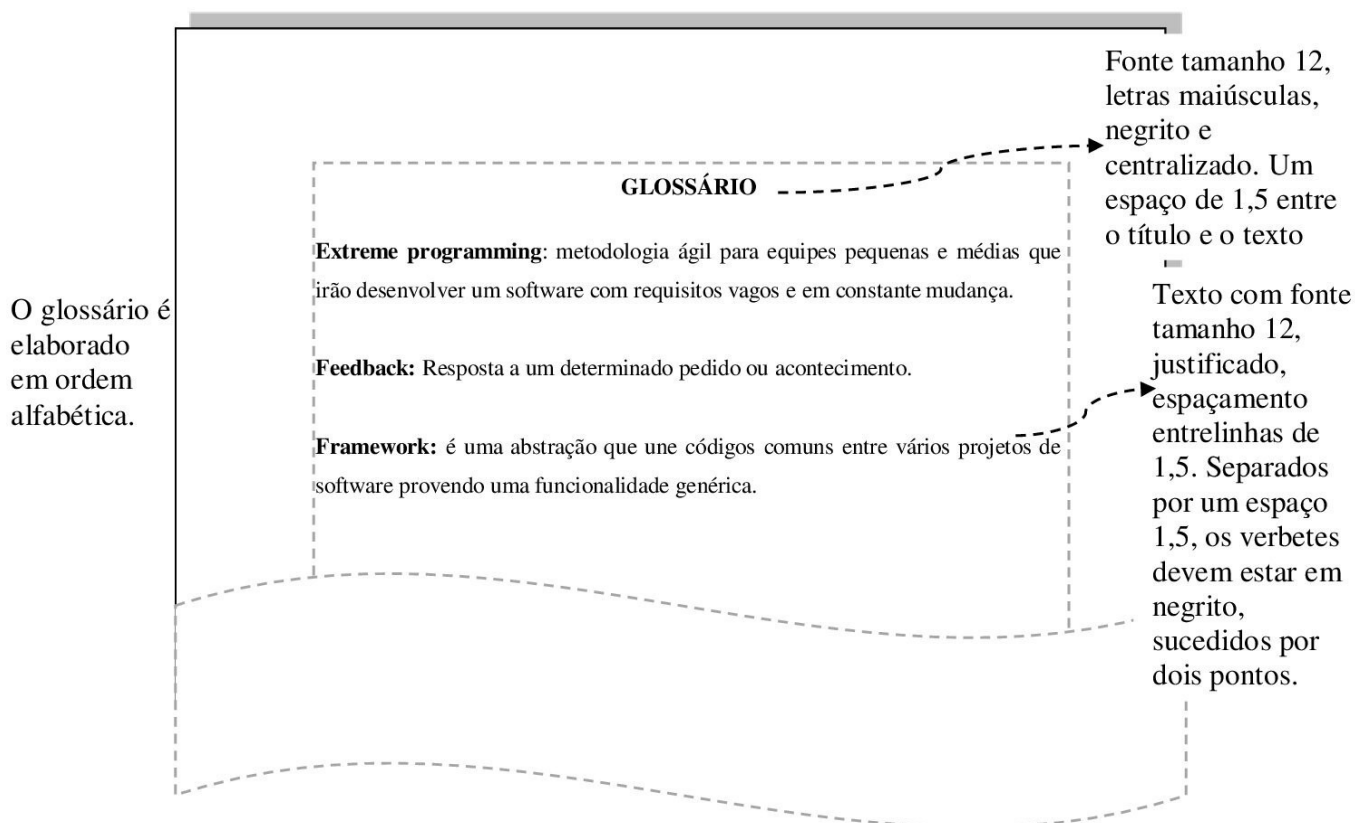 O glossário é
elaborado
em ordem
alfabética.
GLOSSÁRIO
Extreme programming: metodologia ágil para equipes pequenas e médias que
irão desenvolver um software com requisitos vagos e em constante mudança.
Feedback: Resposta a um determinado pedido ou acontecimento.
Framework: é uma abstração que une códigos comuns entre vários projetos de
software provendo uma funcionalidade genérica.
Fonte tamanho 12,
letras maiúsculas,
negrito e
centralizado. Um
espaço de 1,5 entre
o título e o texto
Texto com fonte
tamanho 12,
justificado,
espaçamento
entrelinhas de
1,5. Separados
por um espaço
1,5, os verbetes
devem estar em
negrito,
sucedidos por
dois pontos.